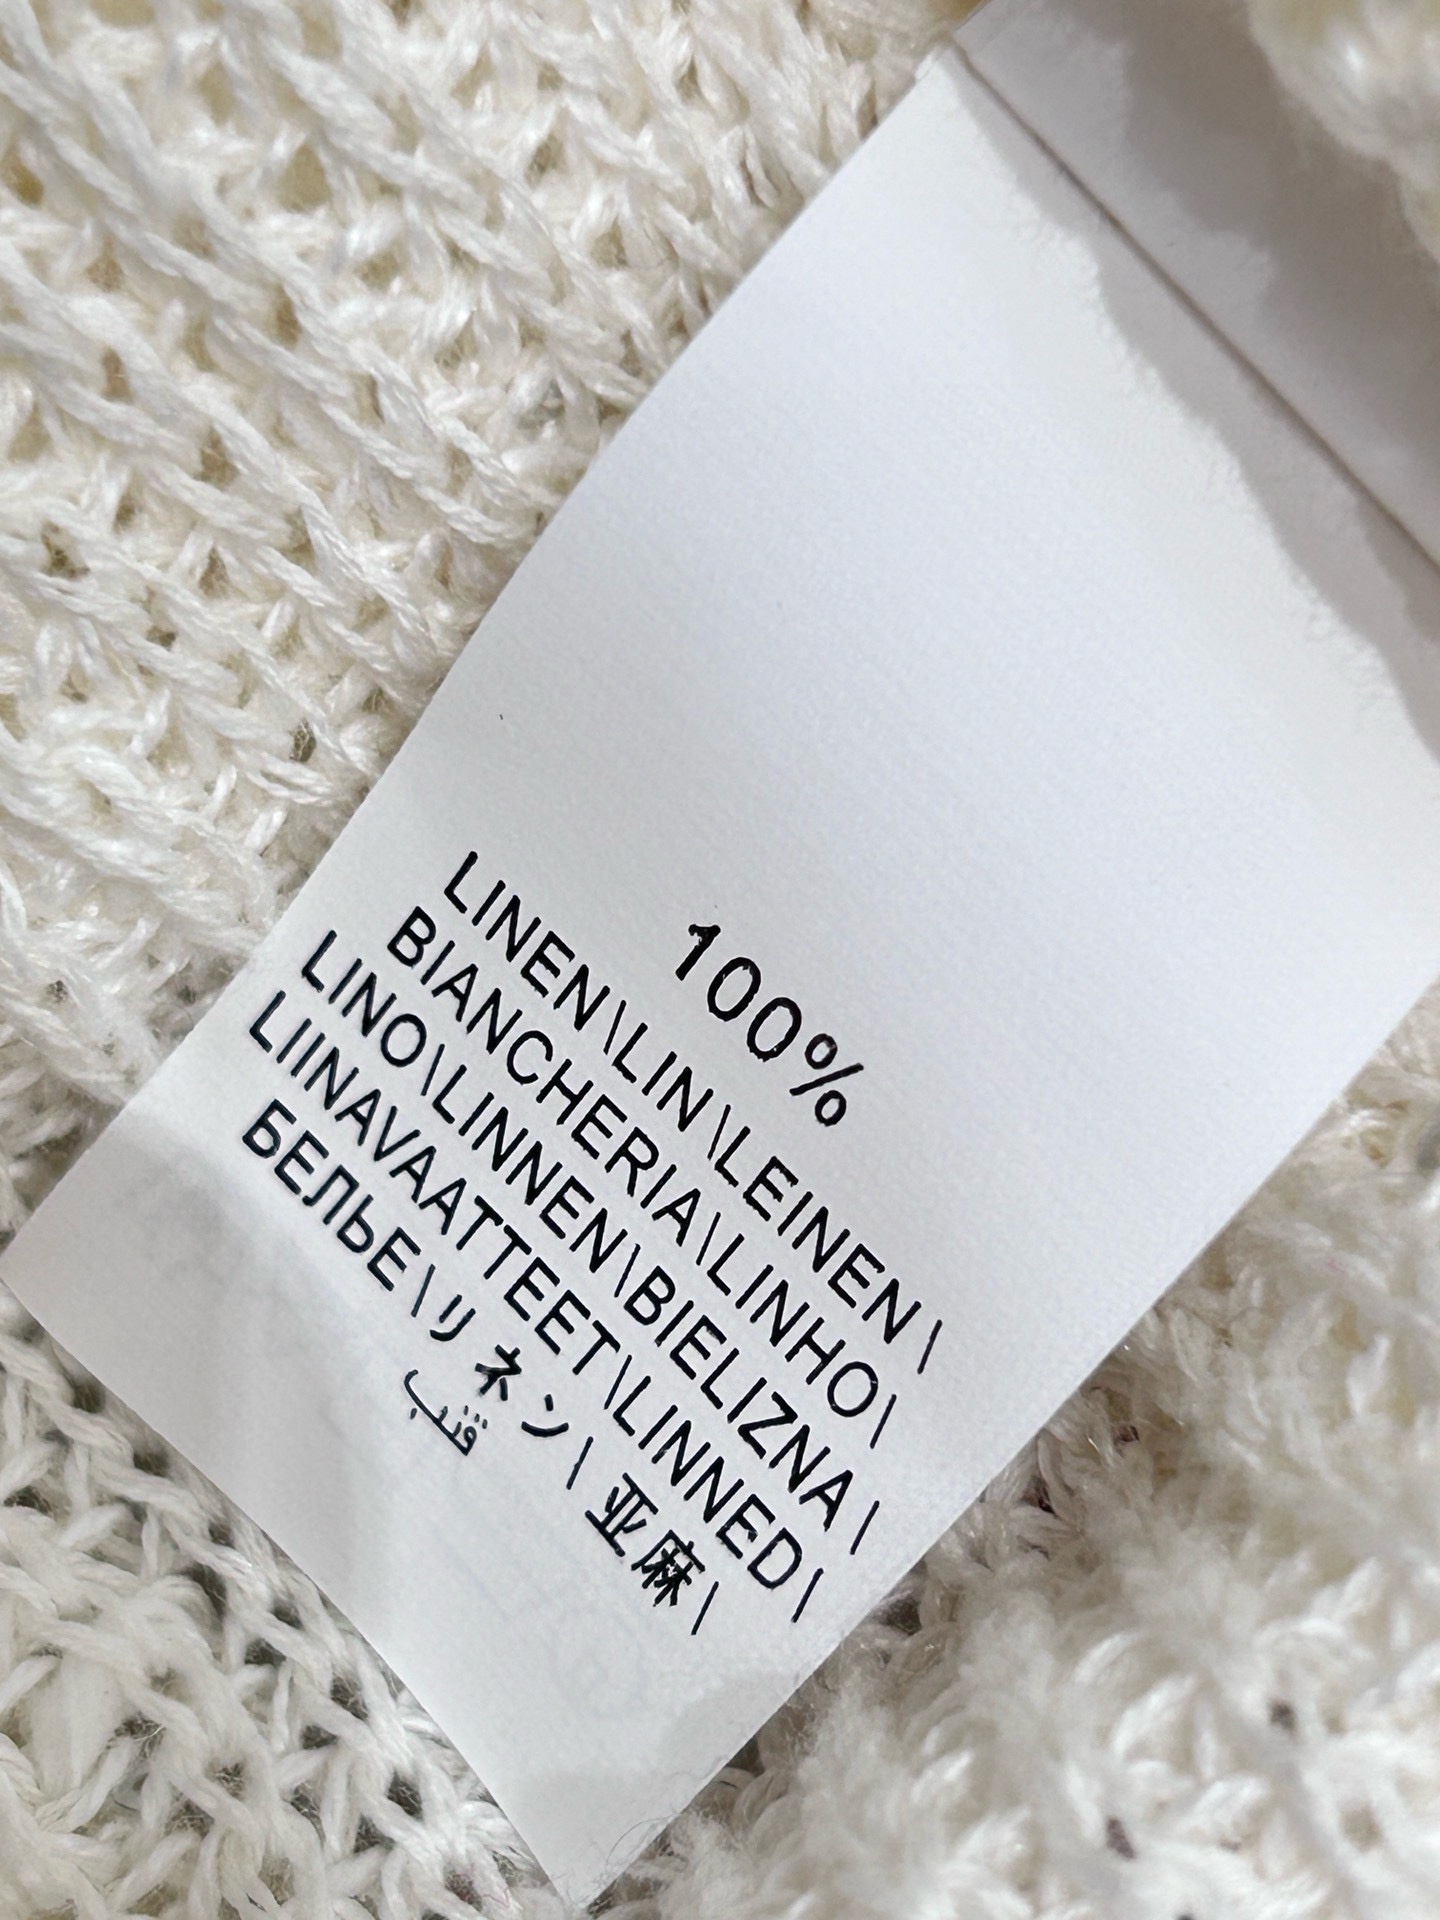 100%
LINEN\LIN\LEINEN\
BIANCHERIA\LINHO\
LINO\LINNEN\BIELIZNA\
LIINAVAATTEET\LINNED\
БЕЛЬЕ\リネン\亚麻\
قنب